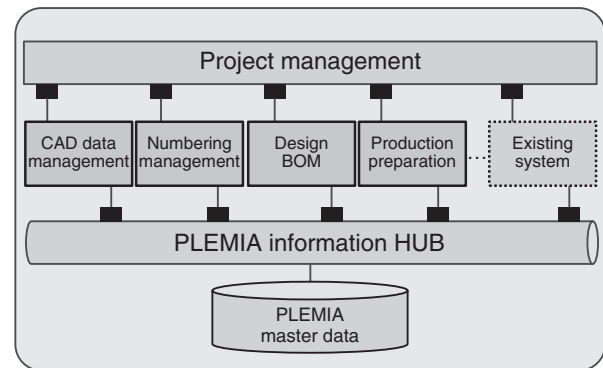 Project management
CAD data
management
Numbering
management
Design
BOM
Production
preparation
Existing
system
PLEMIA information HUB
PLEMIA
master data